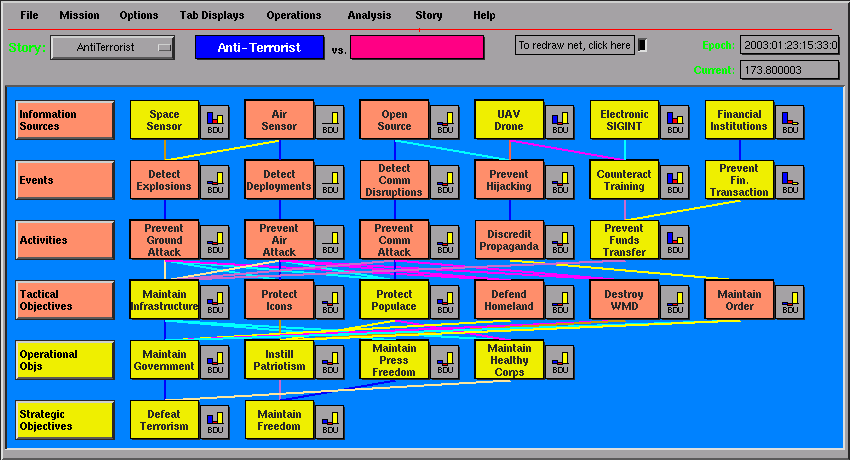 File Mission Options Tab Displays Operations Analysis Story Help
Story: AntiTerrorist Anti-Terrorist vs. To redraw net, click here Epoch: 2003:01:23:15:33:0
Current: 173.800003
Information Space Air Open UAV Electronic Financial
Sources Sensor Sensor Source Drone SIGINT Institutions
BDU BDU BDU BDU BDU BDU
Events
Detect Detect Detect Prevent Counteract Prevent
Explosions Deployments Comm Hijacking Training Fin.
Disruptions Transaction
BDU BDU BDU BDU BDU BDU
Activities
Prevent Prevent Prevent Discredit Prevent
Ground Air Comm Propaganda Funds
Attack Attack Attack Transfer
BDU BDU BDU BDU BDU
Tactical Maintain Protect Protect Defend Destroy Maintain
Objectives Infrastructure Icons Populace Homeland WMD Order
BDU BDU BDU BDU BDU BDU
Operational Maintain Instill Maintain Maintain
Objs Government Patriotism Press Healthy
Freedom Corps
BDU BDU BDU BDU
Strategic Defeat Maintain
Objectives Terrorism Freedom
BDU BDU